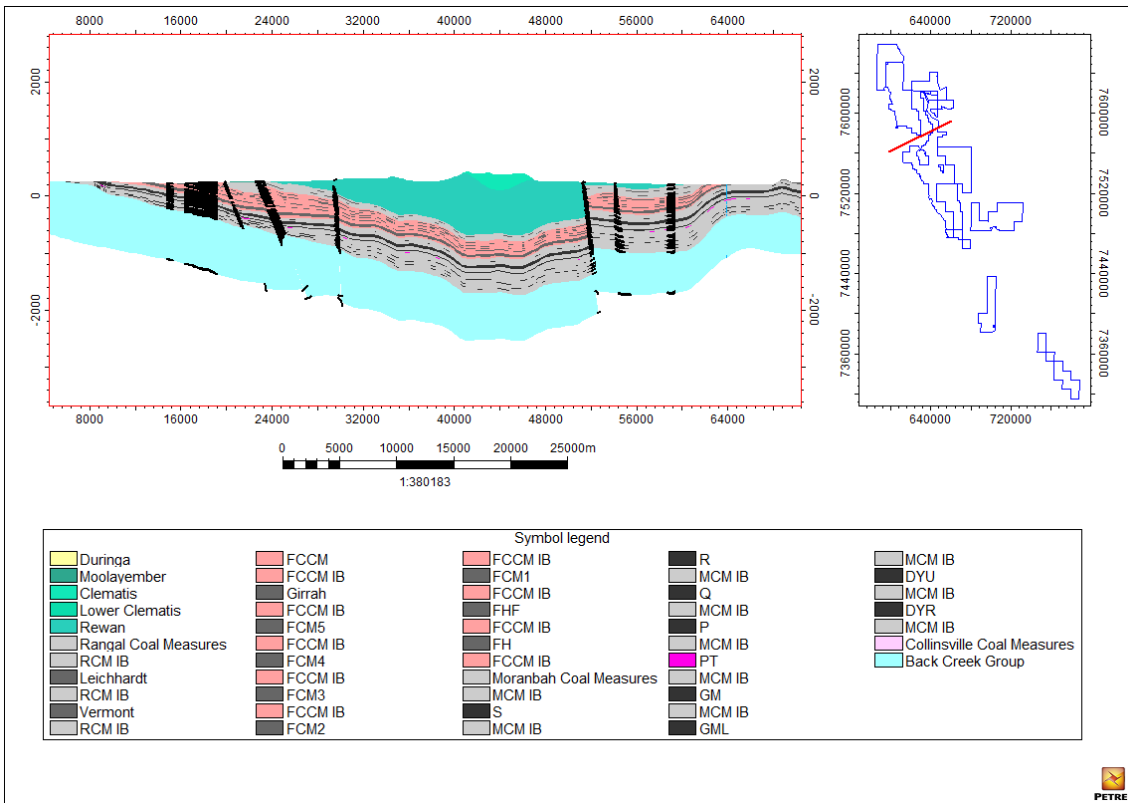 8000 16000 24000 32000 40000 48000 56000 64000
640000 720000
2000
0
-2000
2000
0
-2000
7600000
7520000
7440000
7360000
8000 16000 24000 32000 40000 48000 56000 64000
640000 720000
0 5000 10000 15000 20000 25000m
1:380183
Symbol legend
Duringa
Moolayember
Clematis
Lower Clematis
Rewan
Rangal Coal Measures
RCM IB
Leichhardt
RCM IB
Vermont
RCM IB
FCCM
FCCM IB
Girrah
FCCM IB
FCM5
FCCM IB
FCM4
FCCM IB
FCM3
FCCM IB
FCM2
FCCM IB
FCM1
FCCM IB
FHF
FCCM IB
FH
FCCM IB
Moranbah Coal Measures
MCM IB
S
MCM IB
R
MCM IB
Q
MCM IB
P
MCM IB
PT
MCM IB
GM
MCM IB
GML
MCM IB
DYU
MCM IB
DYR
MCM IB
Collinsville Coal Measures
Back Creek Group
PETRE